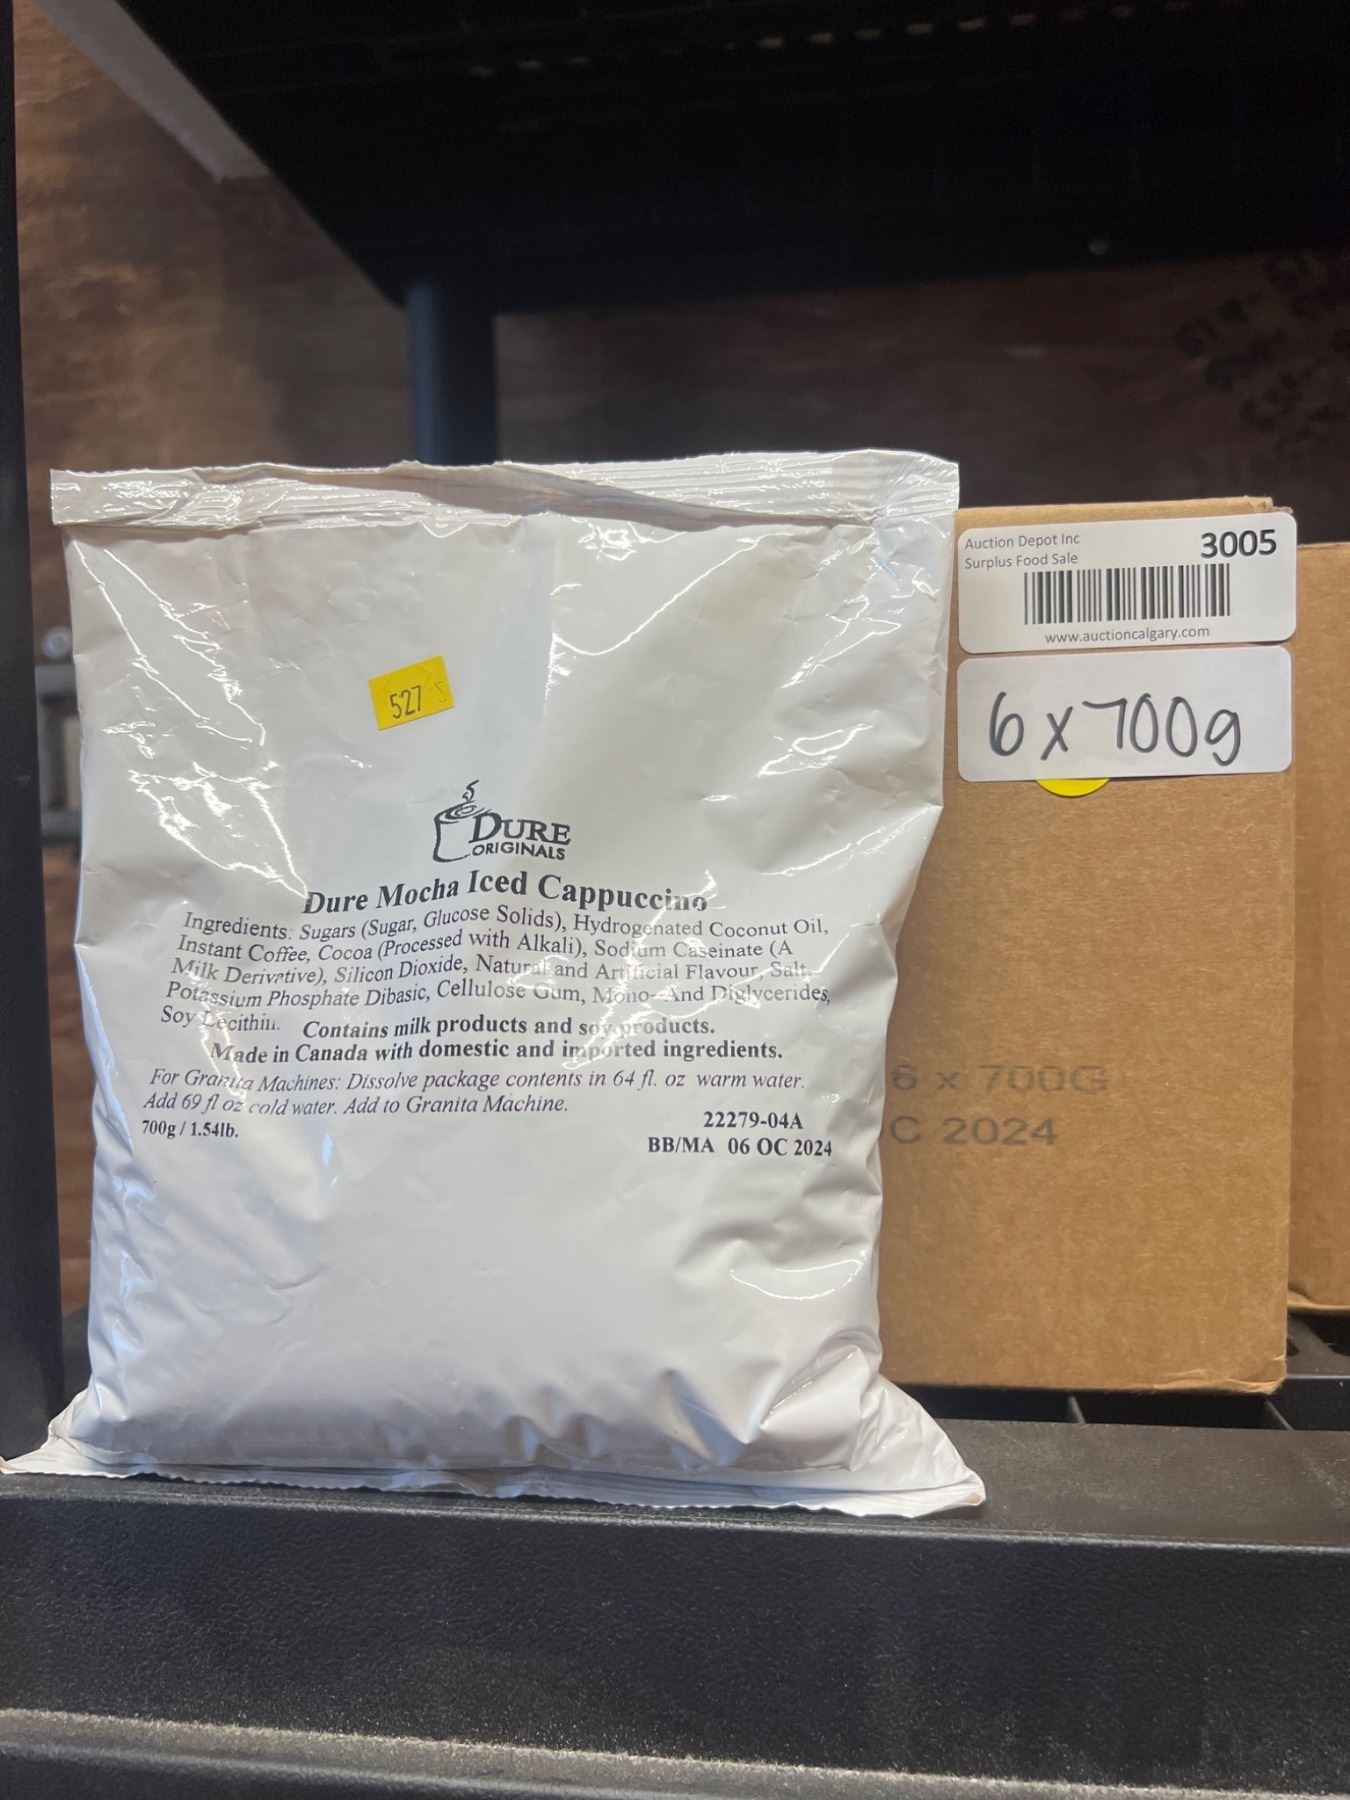 Auction Depot Inc
Surplus Food Sale
3005
www.auctioncalgary.com
6 x 700g
527
DURE
ORIGINALS
Dure Mocha Iced Cappuccino
Ingredients: Sugars (Sugar, Glucose Solids), Hydrogenated Coconut Oil,
Instant Coffee, Cocoa (Processed with Alkali), Sodium Caseinate (A
Milk Derivative), Silicon Dioxide, Natural and Artificial Flavour, Salt,
Potassium Phosphate Dibasic, Cellulose Gum, Mono--And Diglycerides,
Soy Lecithin. Contains milk products and soy products.
Made in Canada with domestic and imported ingredients.
For Granita Machines: Dissolve package contents in 64 fl. oz warm water.
Add 69 fl oz cold water. Add to Granita Machine.
700g / 1.54lb.
22279-04A
BB/MA 06 OC 2024
6 x 700G
C 2024